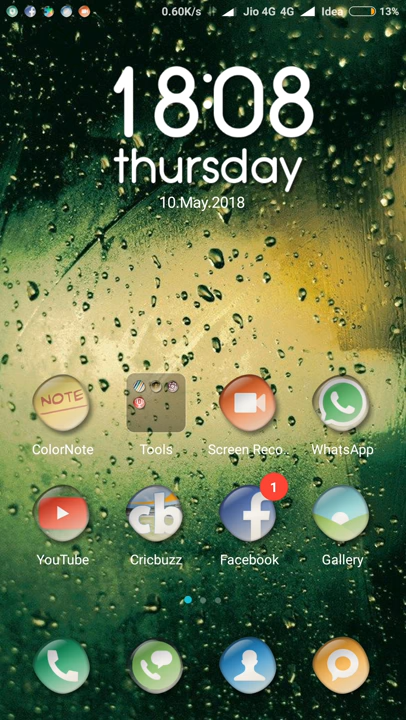 0.60K/s Jio 4G 4G Idea 13%
18:08
thursday
10.May.2018
NOTE
ColorNote Tools Screen Reco.. WhatsApp
cb f 1
YouTube Cricbuzz Facebook Gallery